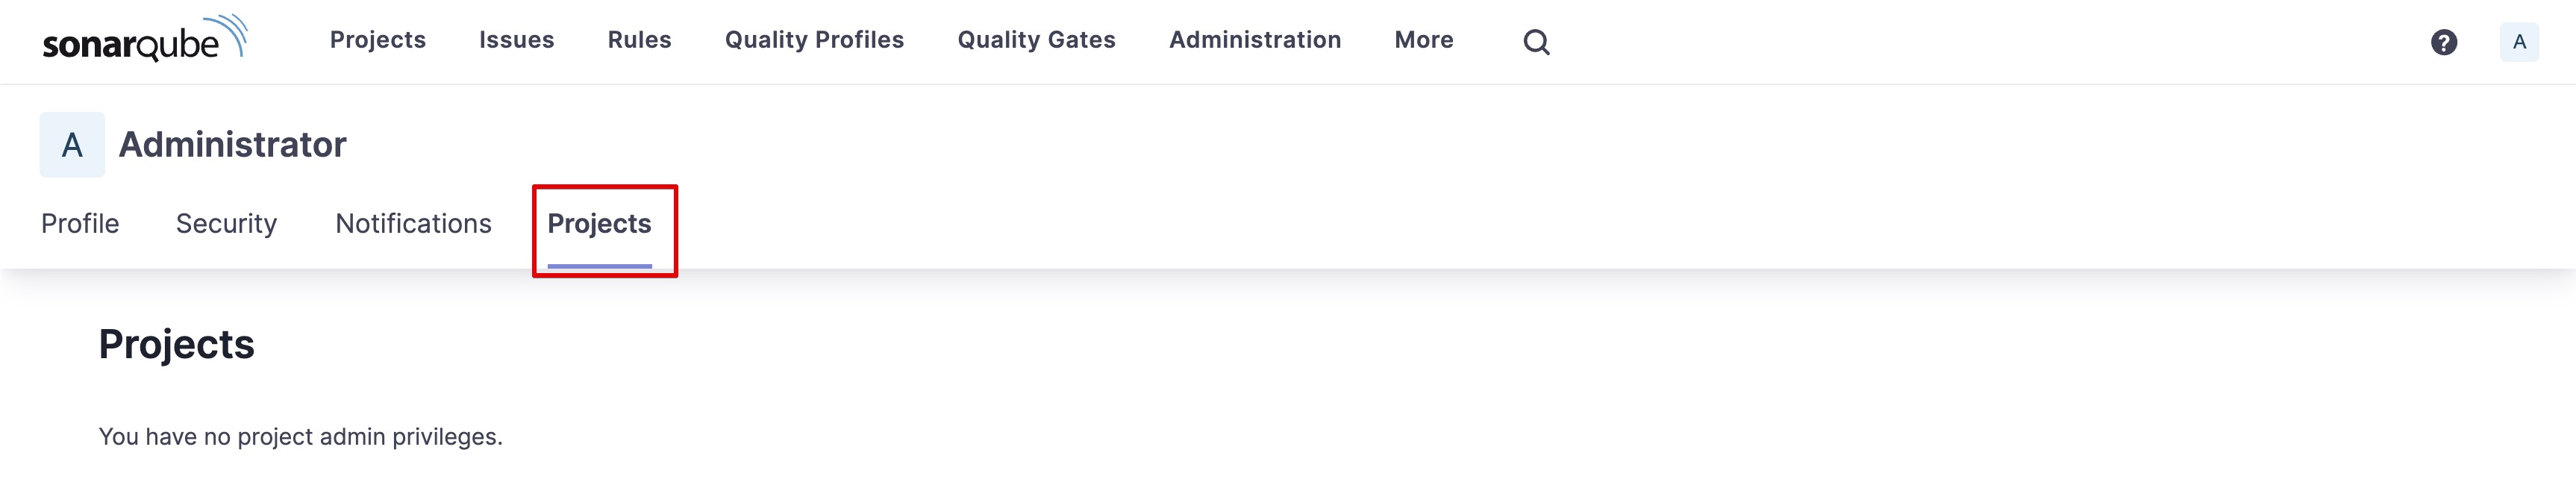 sonarqube Projects Issues Rules Quality Profiles Quality Gates Administration More ? A
A Administrator
Profile Security Notifications Projects
Projects
You have no project admin privileges.